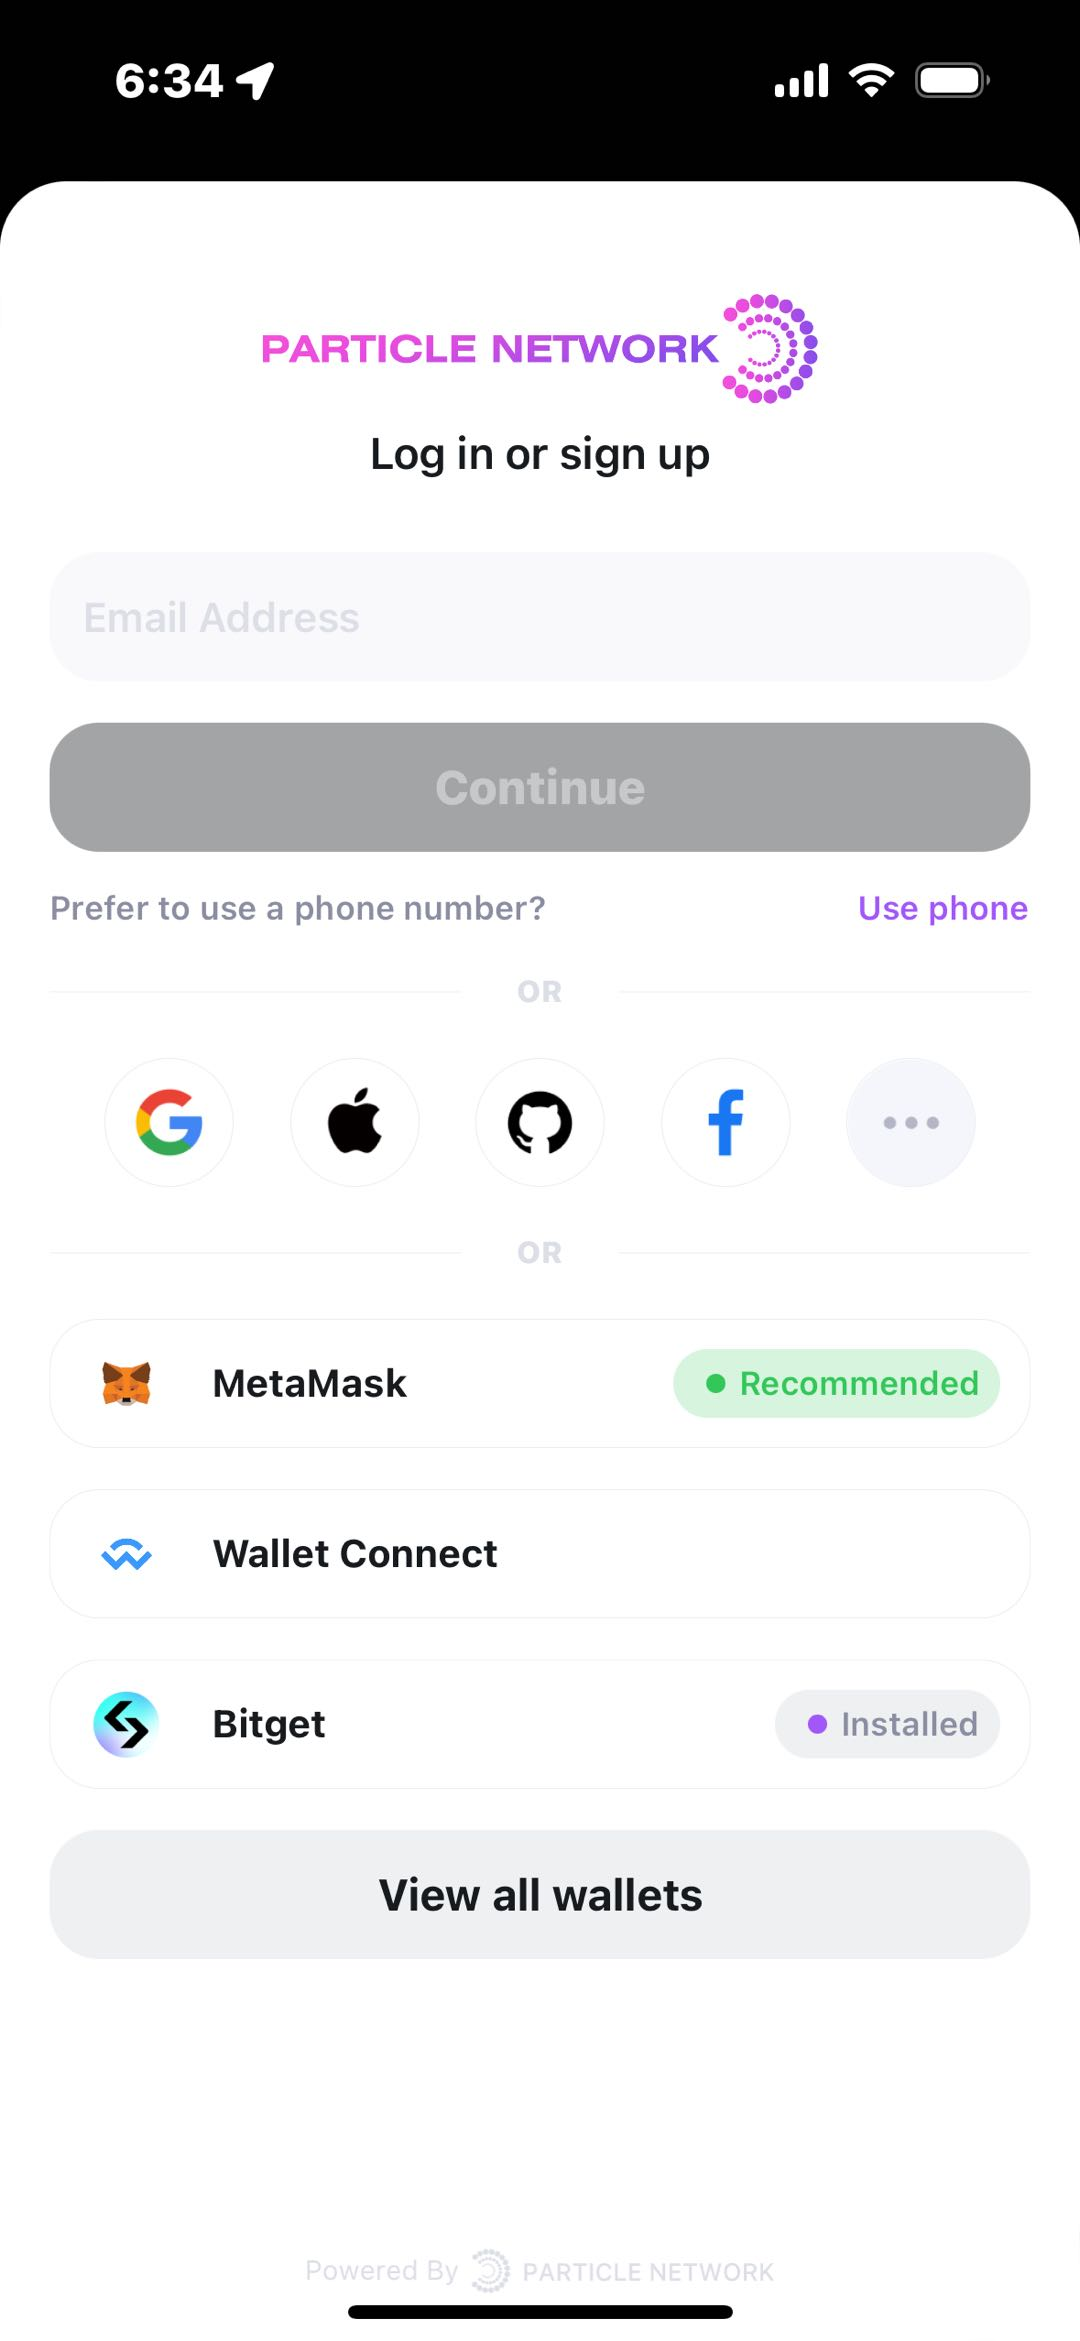 6:34
PARTICLE NETWORK
Log in or sign up
Email Address
Continue
Prefer to use a phone number? Use phone
OR
OR
MetaMask Recommended
Wallet Connect
Bitget Installed
View all wallets
Powered By PARTICLE NETWORK